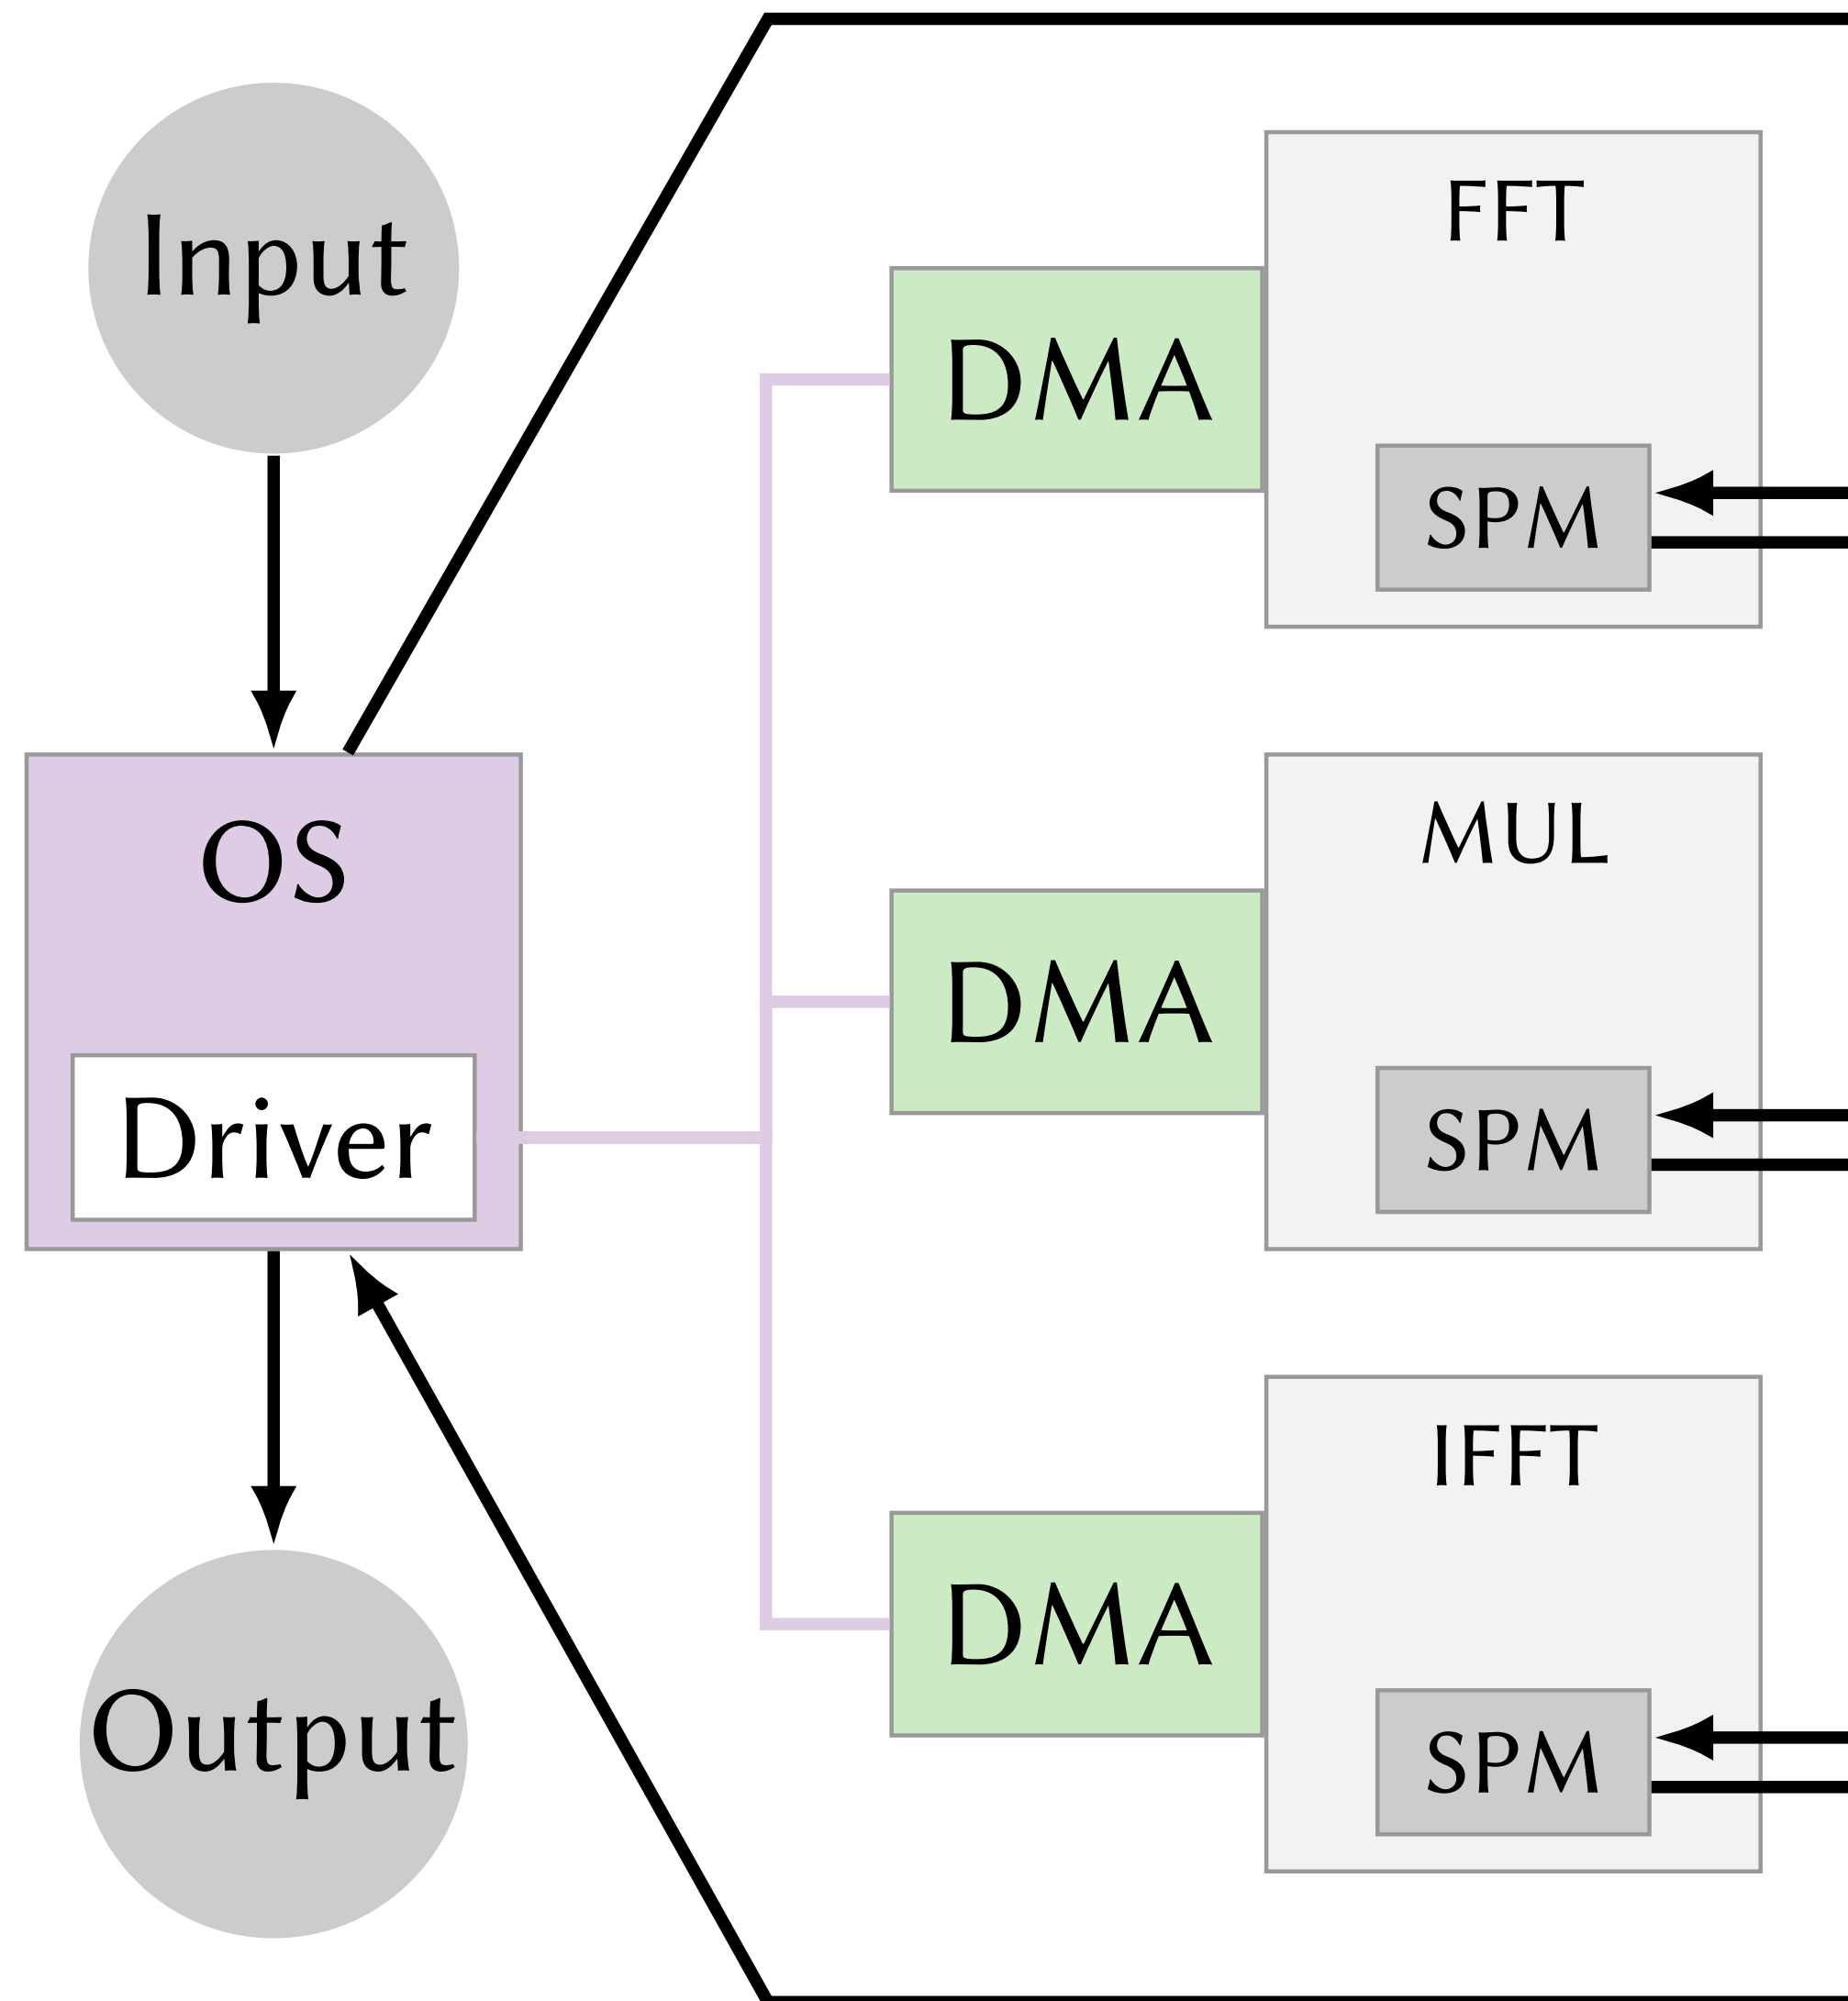 Input
OS
Driver
Output
DMA
FFT
SPM
DMA
MUL
SPM
DMA
IFFT
SPM